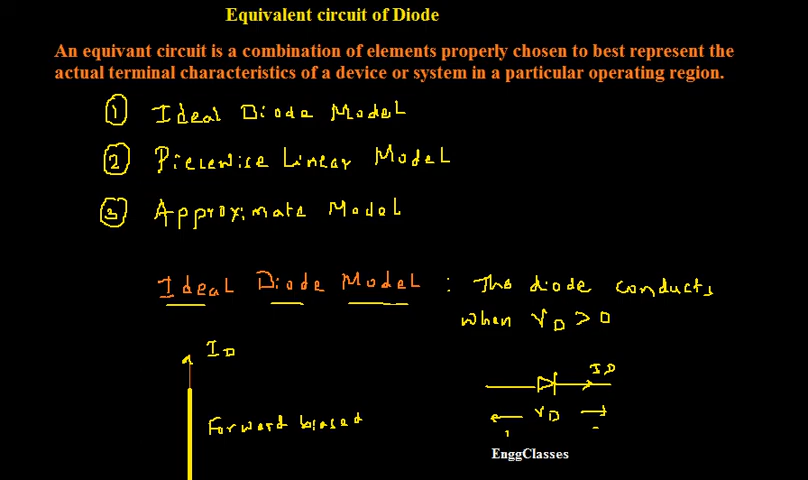 Equivalent circuit of Diode
An equivant circuit is a combination of elements properly chosen to best represent the
actual terminal characteristics of a device or system in a particular operating region.
① Ideal Diode Model
② Piecewise Linear Model
③ Approximate Model
Ideal Diode Model : The diode conducts
when VD > 0
ID
ID
Forward biased
VD
EnggClasses